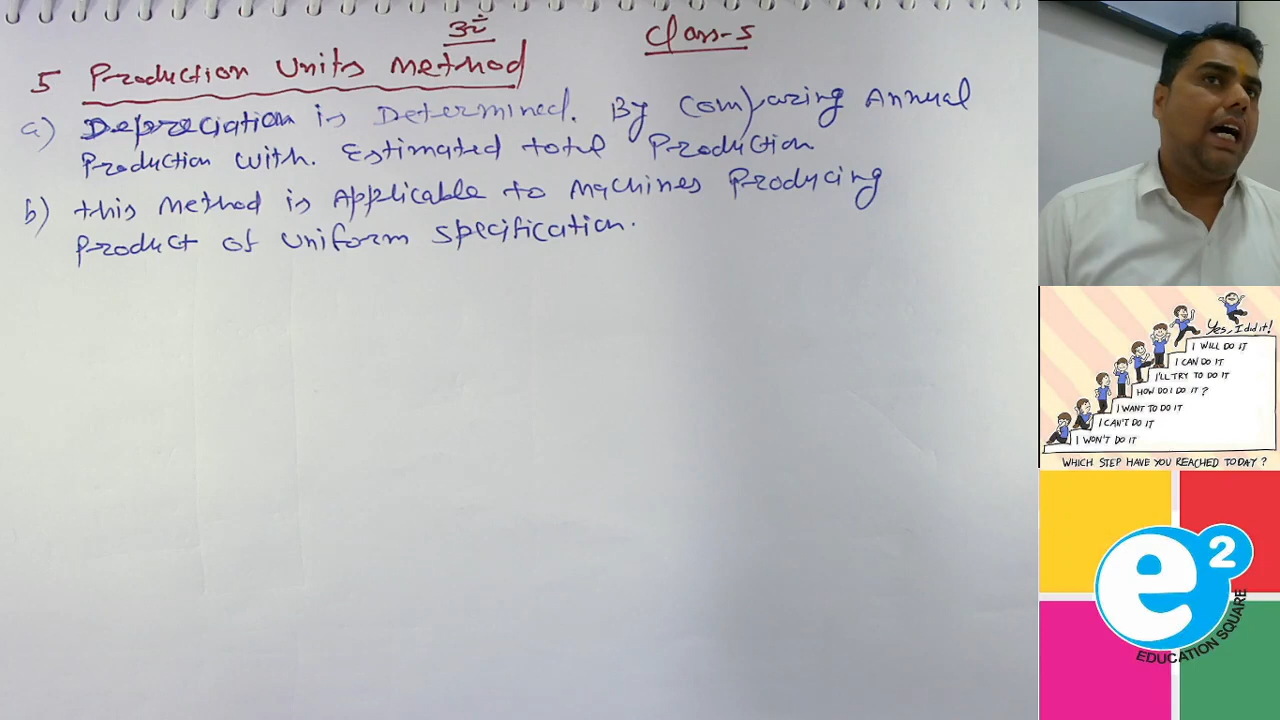 Class-5
5 Production Units Method
a) Depreciation is Determined. By Comparing Annual
Production with. Estimated total Production
b) this Method is Applicable to Machines Producing
Product of Uniform Specification.
Yes, I did it!
I WILL DO IT
I CAN DO IT
I'LL TRY TO DO IT
HOW DO I DO IT?
I WANT TO DO IT
I CAN'T DO IT
I WON'T DO IT
WHICH STEP HAVE YOU REACHED TODAY?
e2
EDUCATION SQUARE